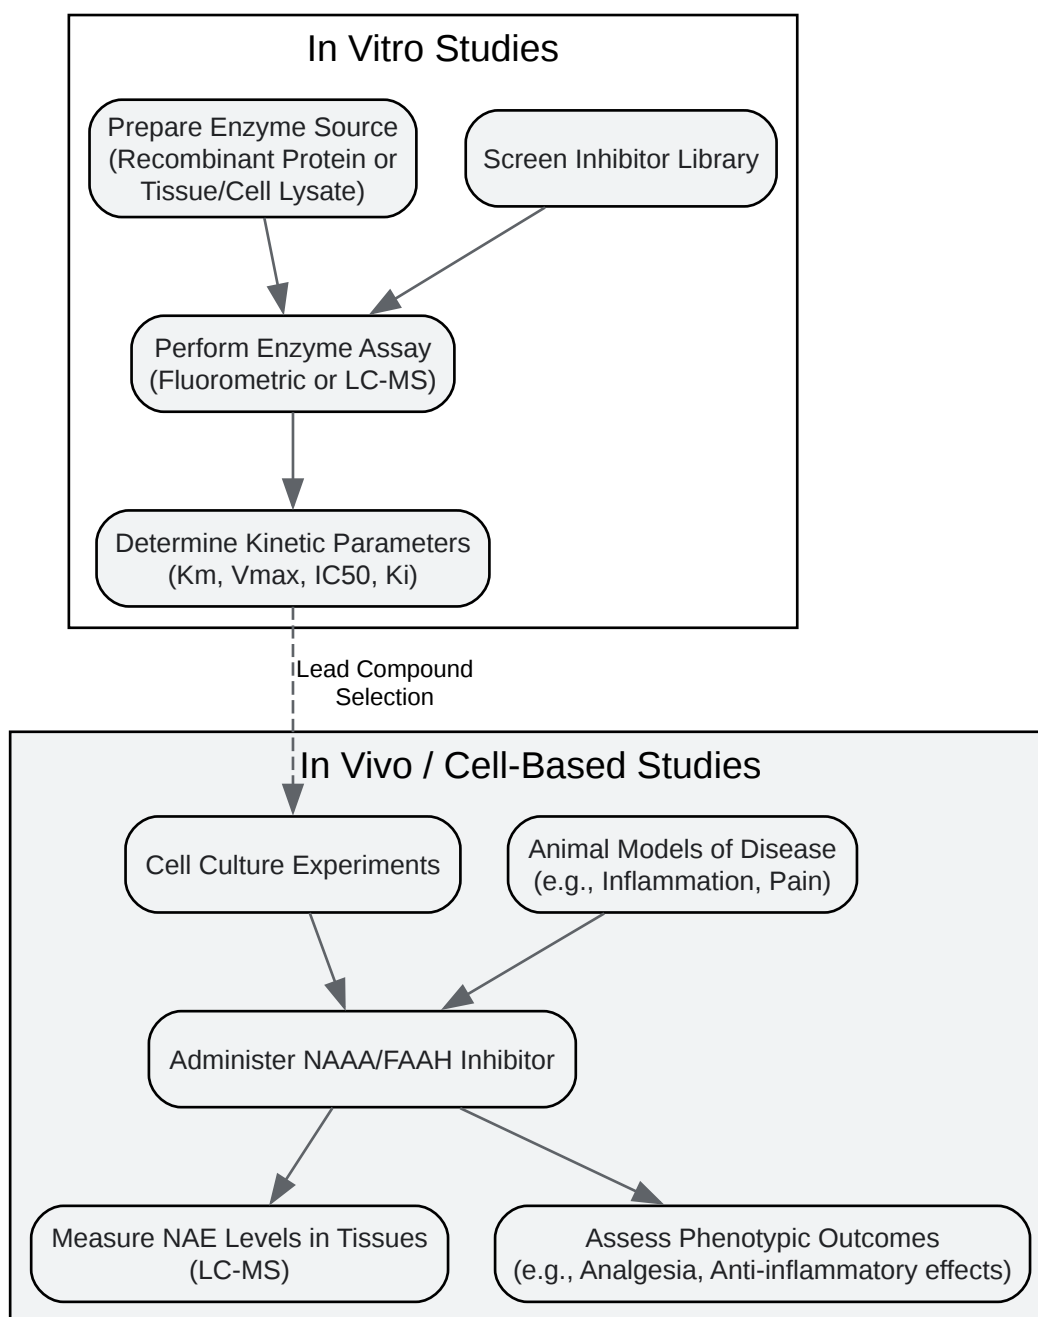 In Vitro Studies
Prepare Enzyme Source
(Recombinant Protein or
Tissue/Cell Lysate)
Screen Inhibitor Library
Perform Enzyme Assay
(Fluorometric or LC-MS)
Determine Kinetic Parameters
(Km, Vmax, IC50, Ki)
Lead Compound
Selection
In Vivo / Cell-Based Studies
Cell Culture Experiments
Animal Models of Disease
(e.g., Inflammation, Pain)
Administer NAAA/FAAH Inhibitor
Measure NAE Levels in Tissues
(LC-MS)
Assess Phenotypic Outcomes
(e.g., Analgesia, Anti-inflammatory effects)